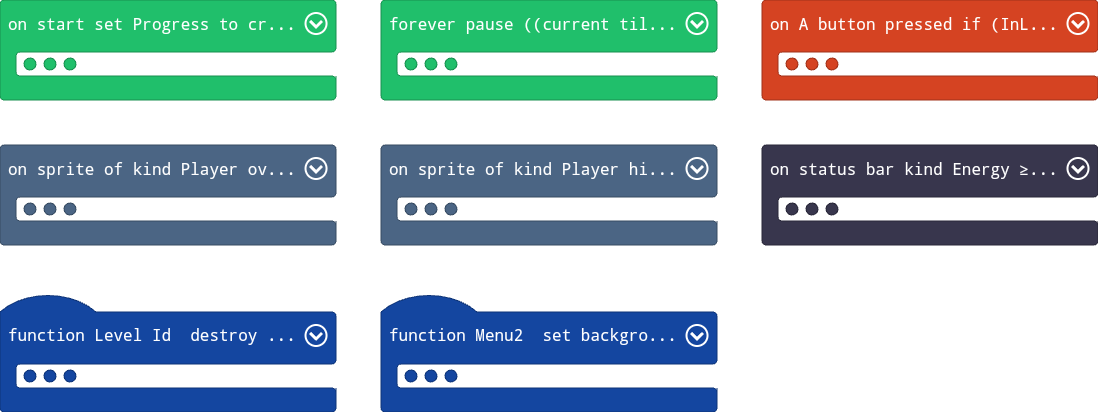 on start set Progress to cr...
forever pause ((current til...
on A button pressed if (InL...
on sprite of kind Player ov...
on sprite of kind Player hi...
on status bar kind Energy ≥...
function Level Id  destroy ...
function Menu2  set backgro...